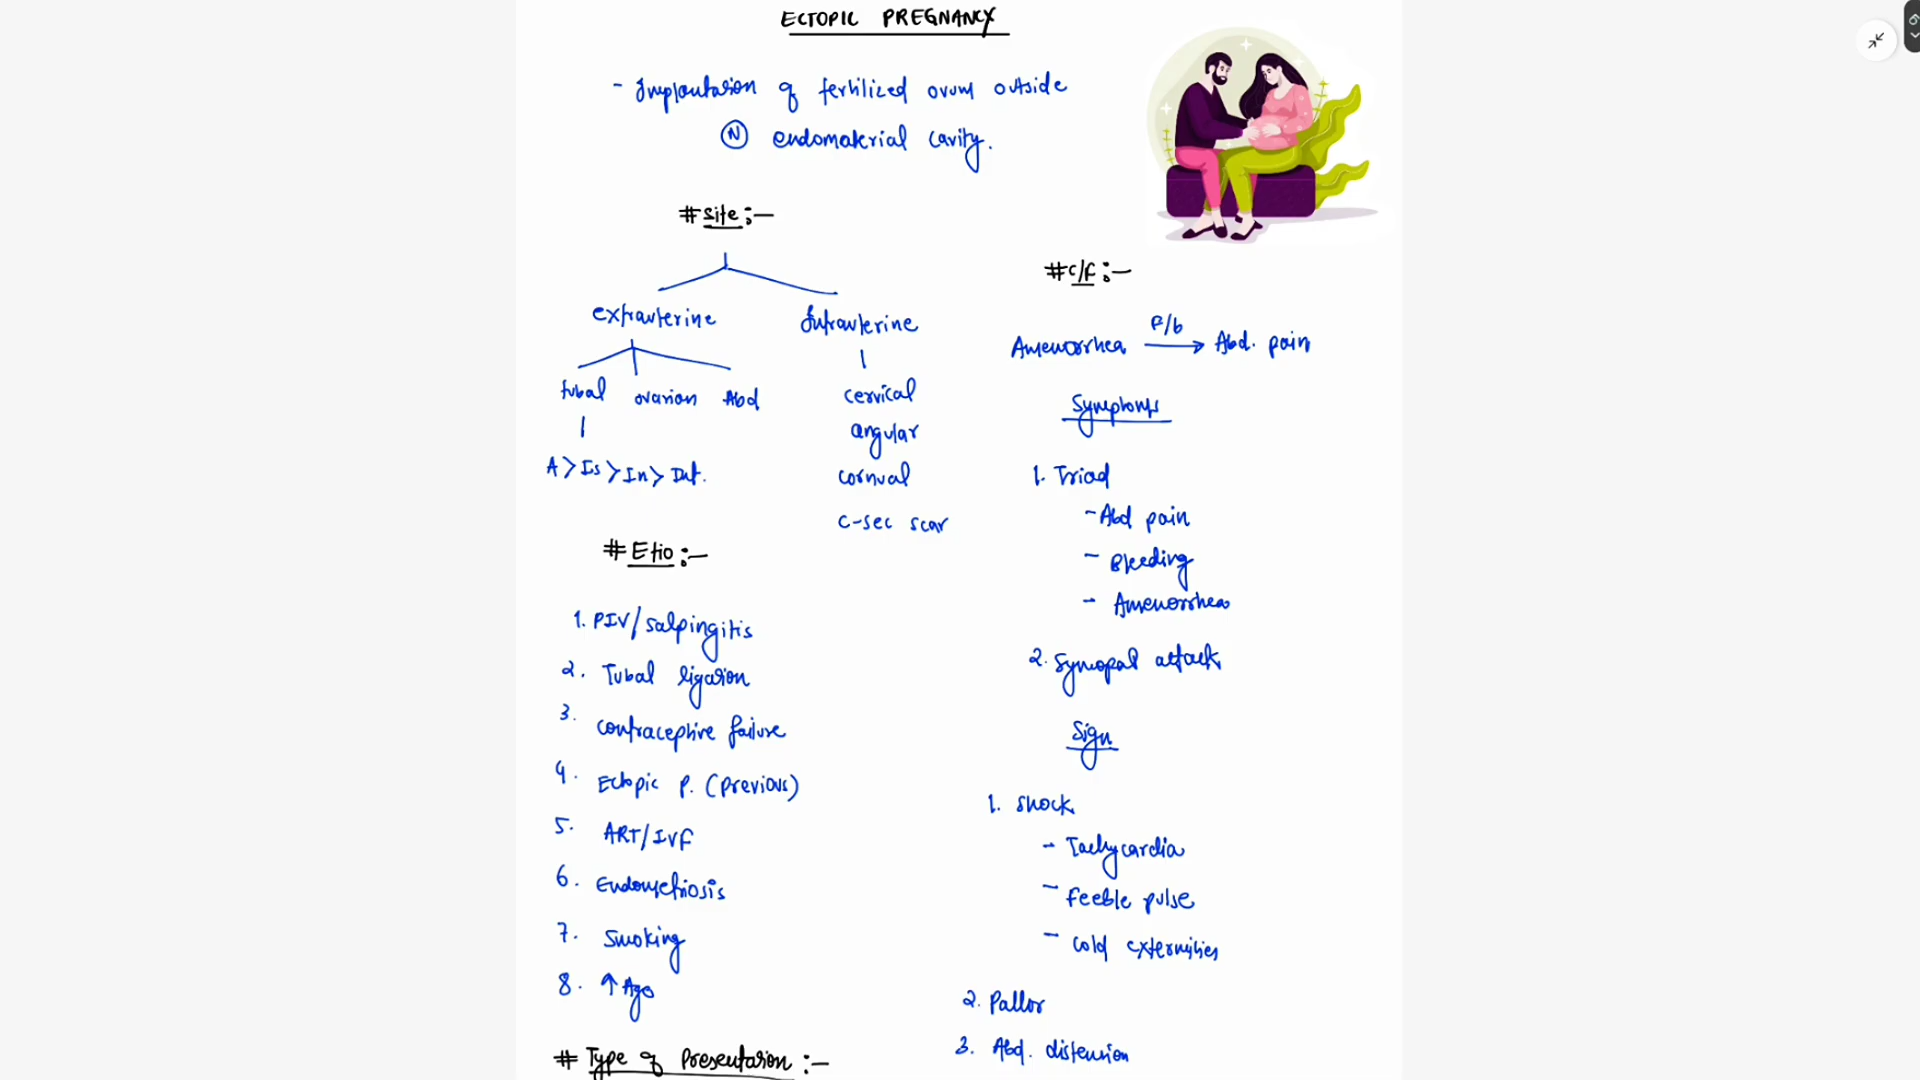 ECTOPIC PREGNANCY
- Implantation of fertilized ovum outside
(N) endometrial cavity.
#Site:-
extrauterine
Intrauterine
tubal ovarian Abd
cervical
angular
cornual
C-sec scar
A > Is > In > Int.
#Etio:-
1. PIV/salpingitis
2. Tubal ligation
3. contraceptive failure
4. Ectopic P. (previous)
5. ART/IVF
6. Endometriosis
7. Smoking
8. ↑ Age
# Type of Presentation :-
#c/f:-
Amenorrhea F/b → Abd. pain
Symptoms
1. Triad
- Abd pain
- Bleeding
- Amenorrhea
2. Syncopal attack
Sign
1. Shock
- Tachycardia
- feeble pulse
- cold extremities
2. Pallor
3. Abd. distension